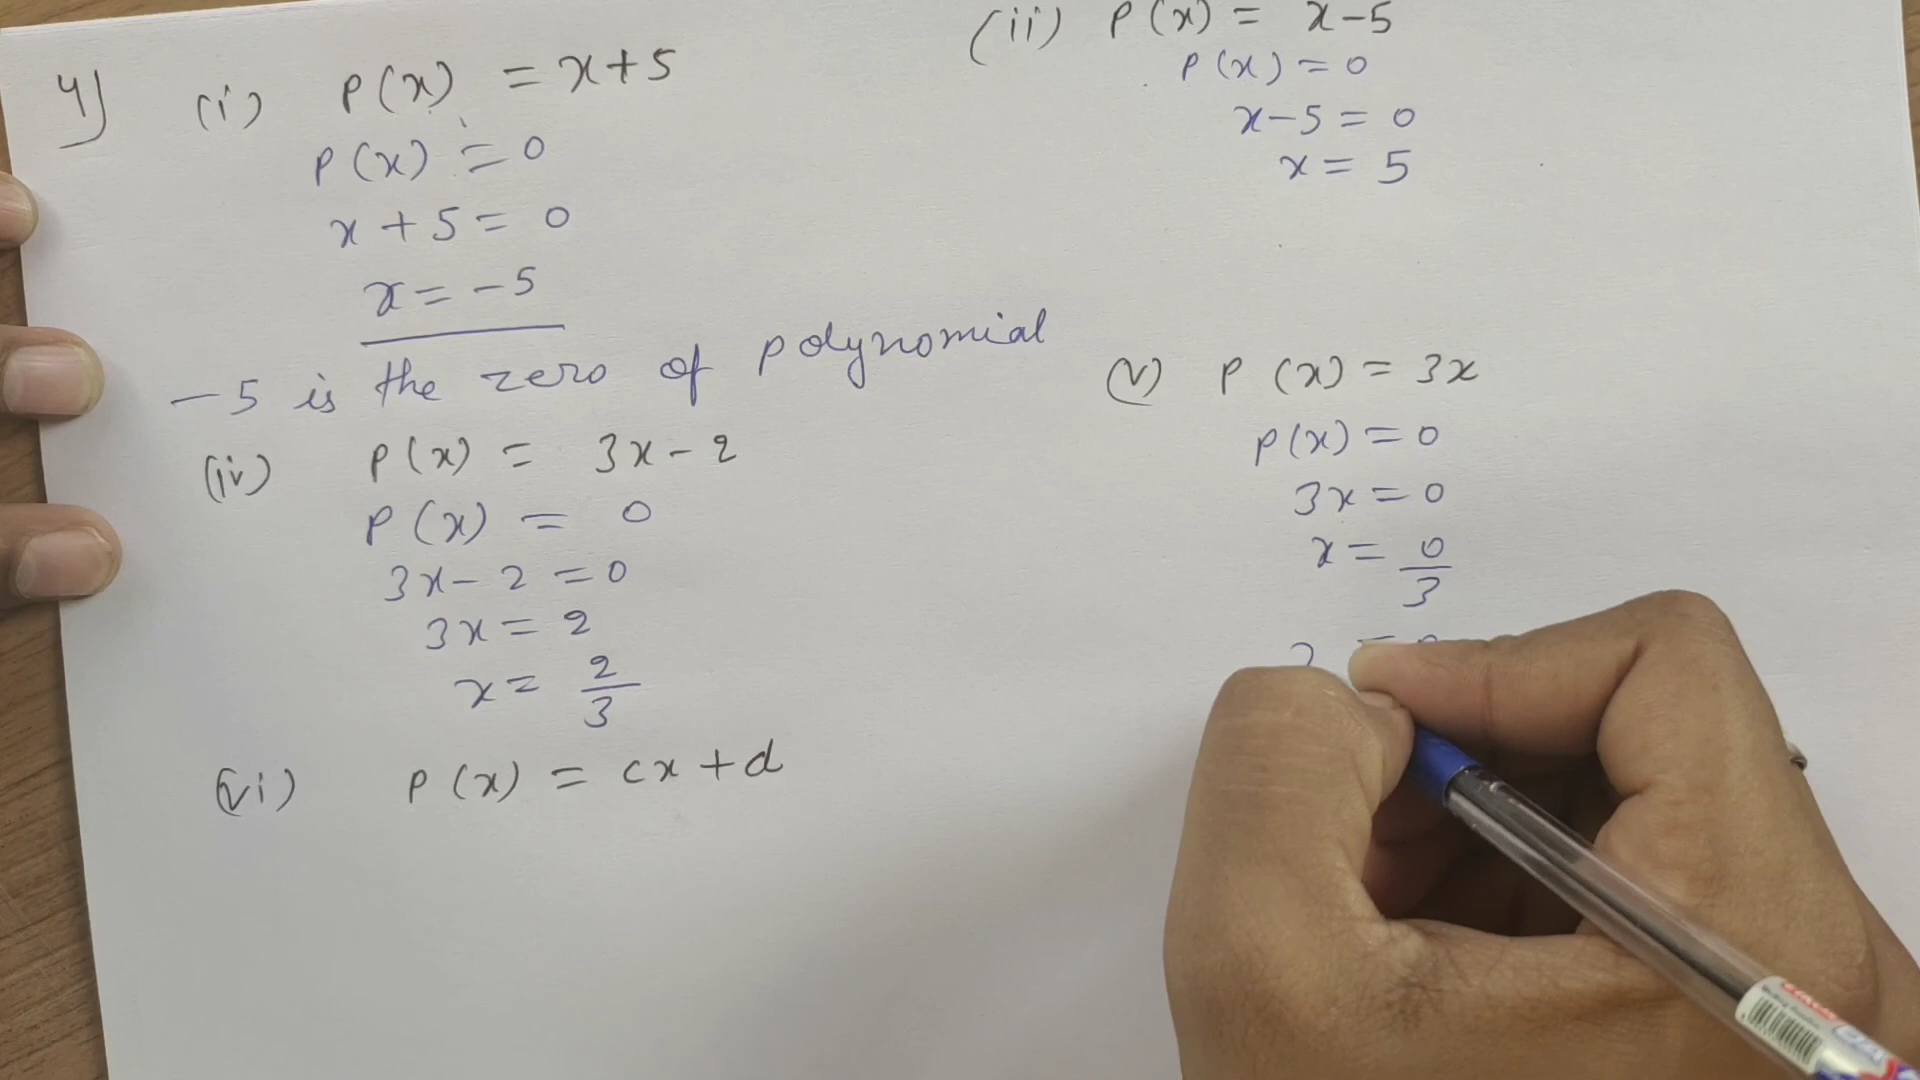 4) (i) P(x) = x+5
P(x) = 0
x + 5 = 0
x = -5
-5 is the zero of polynomial
(ii) P(x) = x-5
P(x) = 0
x-5 = 0
x = 5
(iv) P(x) = 3x-2
P(x) = 0
3x-2 = 0
3x = 2
x = 2/3
(v) P(x) = 3x
P(x) = 0
3x = 0
x = 0/3
(vi) P(x) = cx+d